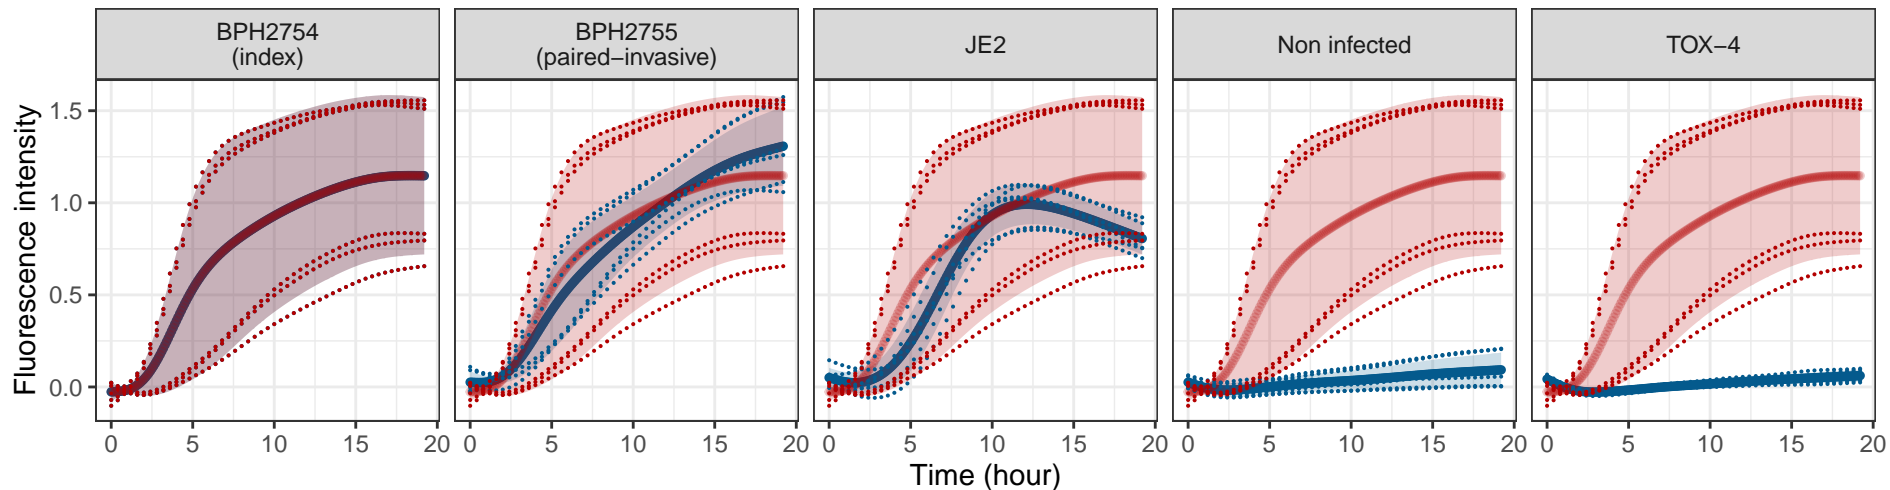 BPH2754
(index)
BPH2755
(paired−invasive)
JE2
Non infected
TOX−4
Fluorescence intensity
1.5
1.0
0.5
0.0
0 5 10 15 20
0 5 10 15 20
0 5 10 15 20
0 5 10 15 20
0 5 10 15 20
Time (hour)